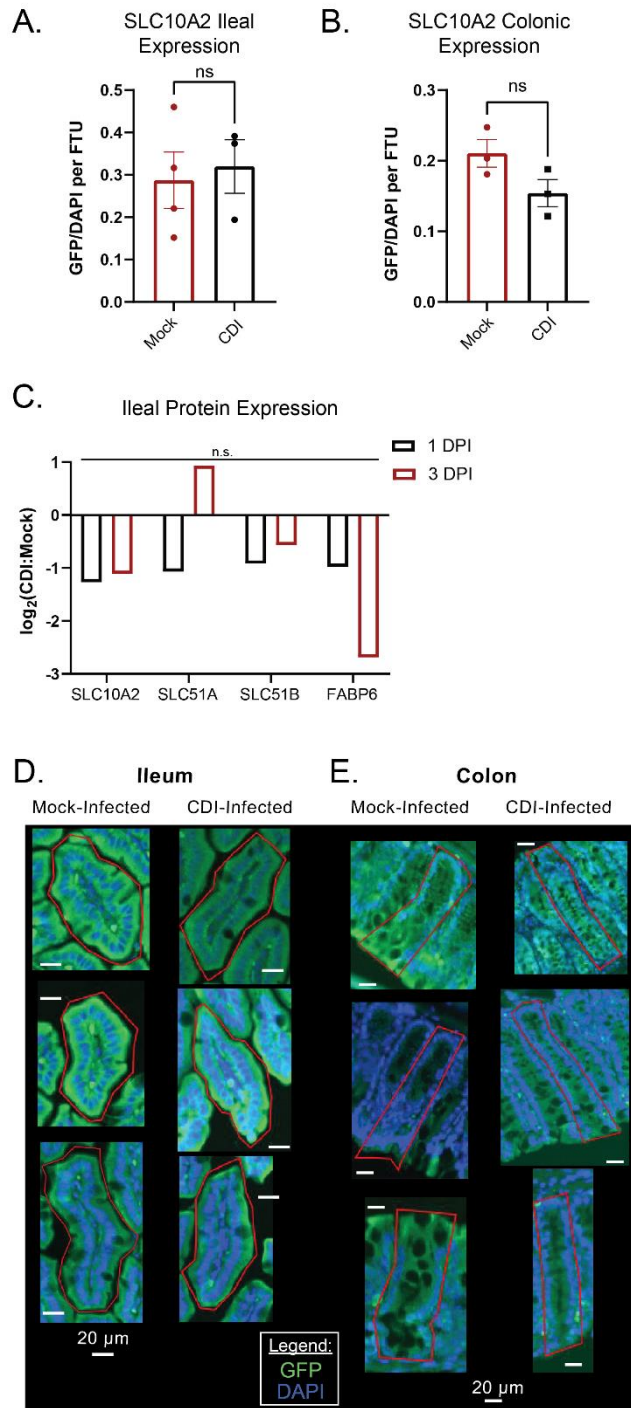 A.
SLC10A2 Ileal
Expression
ns
GFP/DAPI per FTU
0.5
0.4
0.3
0.2
0.1
0.0
Mock
CDI
B.
SLC10A2 Colonic
Expression
ns
GFP/DAPI per FTU
0.3
0.2
0.1
0.0
Mock
CDI
C.
Ileal Protein Expression
n.s.
1 DPI
3 DPI
log2(CDI:Mock)
1
0
-1
-2
-3
SLC10A2
SLC51A
SLC51B
FABP6
D.
Ileum
Mock-Infected
CDI-Infected
20 µm
E.
Colon
Mock-Infected
CDI-Infected
20 µm
Legend:
GFP
DAPI